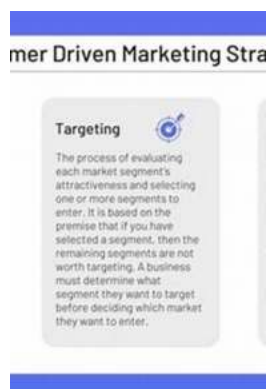 mer Driven Marketing Stra
Targeting
The process of evaluating
each market segment's
attractiveness and selecting
one or more segments to
enter. It is based on the
premise that if you have
selected a segment, then the
remaining segments are not
worth targeting. A business
must determine what
segment they want to target
before deciding which market
they want to enter.